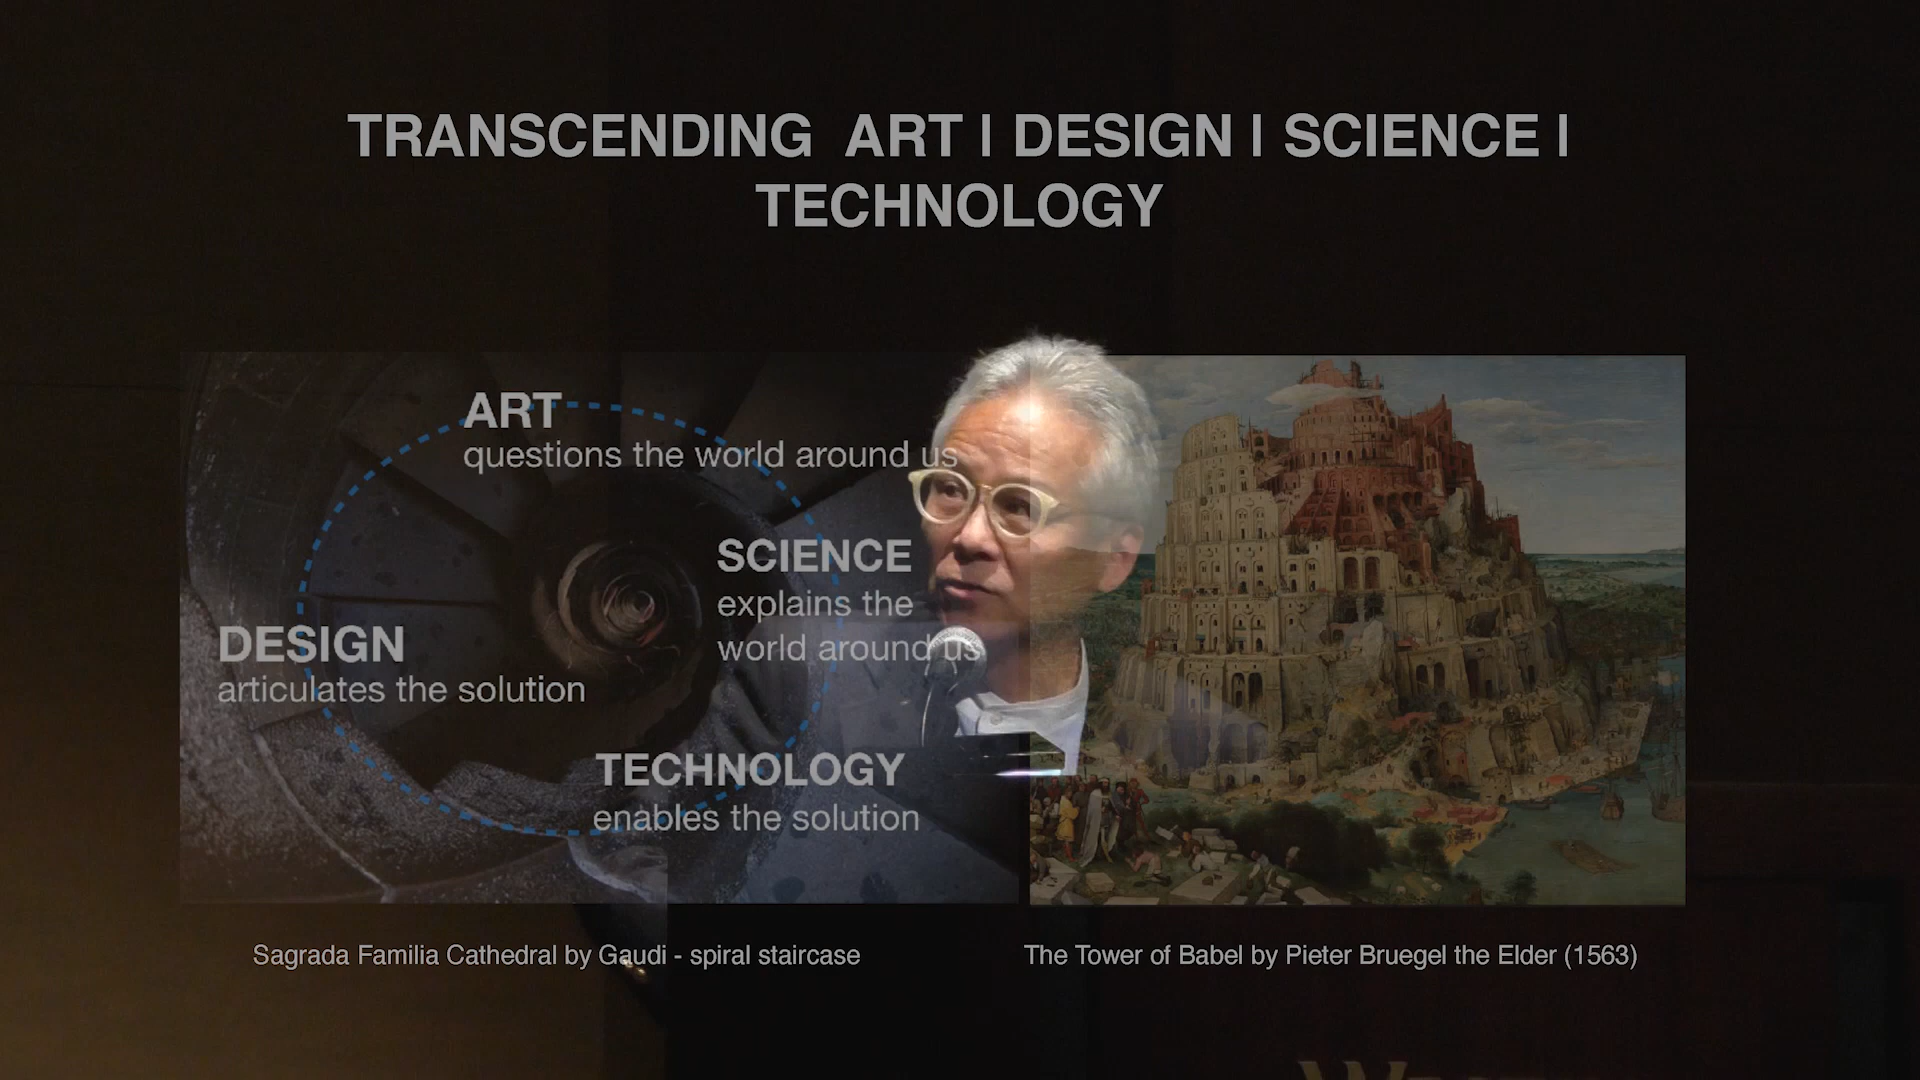 TRANSCENDING ART | DESIGN | SCIENCE |
TECHNOLOGY
ART
questions the world around us
SCIENCE
explains the
world around us
DESIGN
articulates the solution
TECHNOLOGY
enables the solution
Sagrada Familia Cathedral by Gaudi - spiral staircase
The Tower of Babel by Pieter Bruegel the Elder (1563)